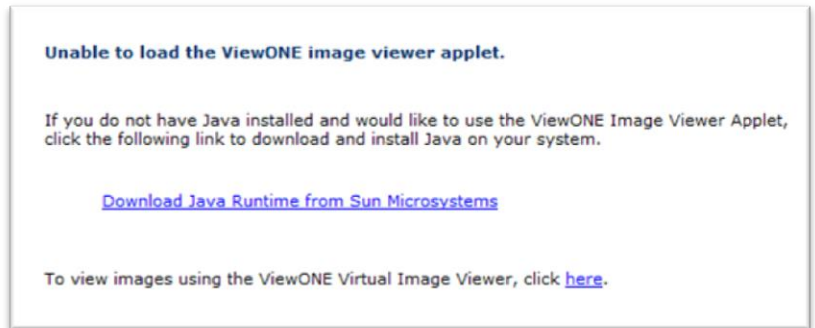 Unable to load the ViewONE image viewer applet.
If you do not have Java installed and would like to use the ViewONE Image Viewer Applet,
click the following link to download and install Java on your system.
Download Java Runtime from Sun Microsystems
To view images using the ViewONE Virtual Image Viewer, click here.